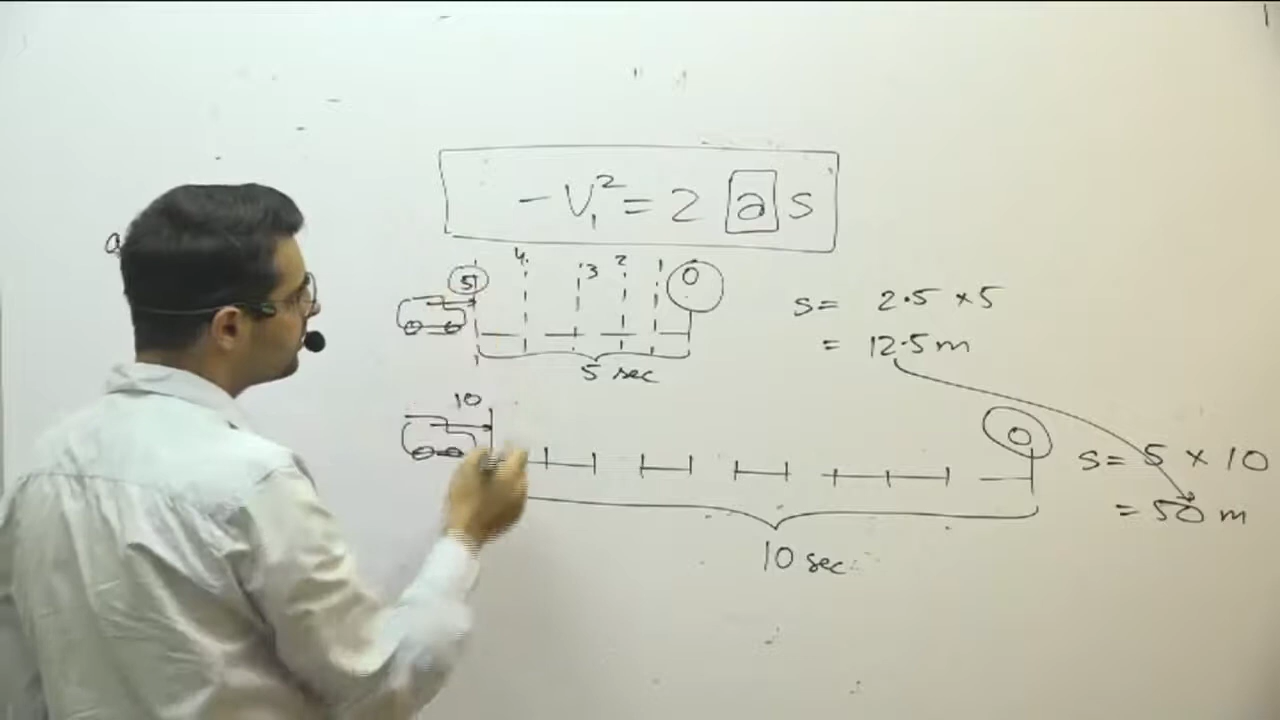 - V₁² = 2 a s
5 4 3 2 1 0
5 sec
s = 2.5 × 5
= 12.5 m
10 0
10 sec
s = 5 × 10
= 50 m